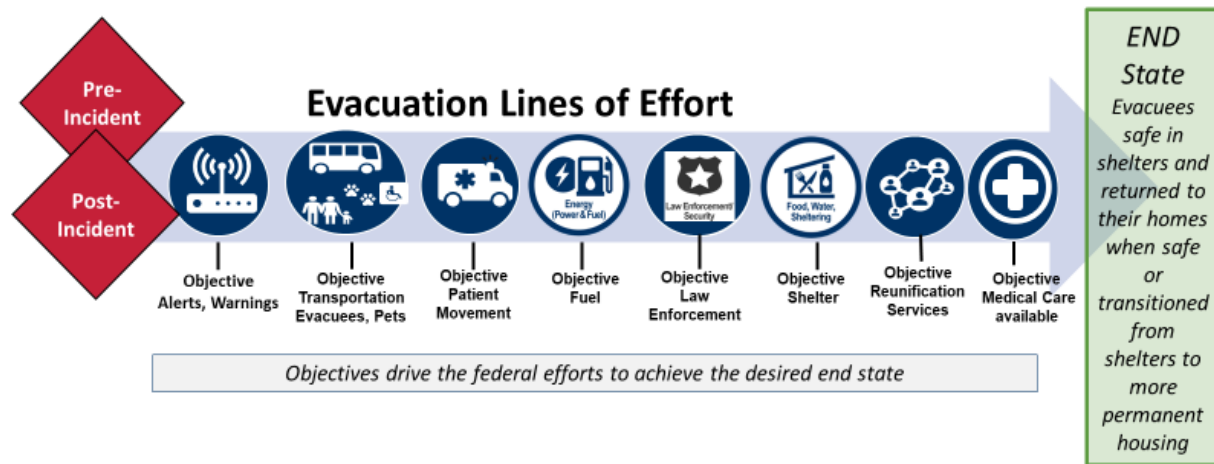 Pre-
Incident
Post-
Incident
Evacuation Lines of Effort
Energy
(Power & Fuel)
Law Enforcement/
Security
Food, Water,
Sheltering
Objective
Alerts, Warnings
Objective
Transportation
Evacuees, Pets
Objective
Patient
Movement
Objective
Fuel
Objective
Law
Enforcement
Objective
Shelter
Objective
Reunification
Services
Objective
Medical Care
available
Objectives drive the federal efforts to achieve the desired end state
END
State
Evacuees
safe in
shelters and
returned to
their homes
when safe
or
transitioned
from
shelters to
more
permanent
housing